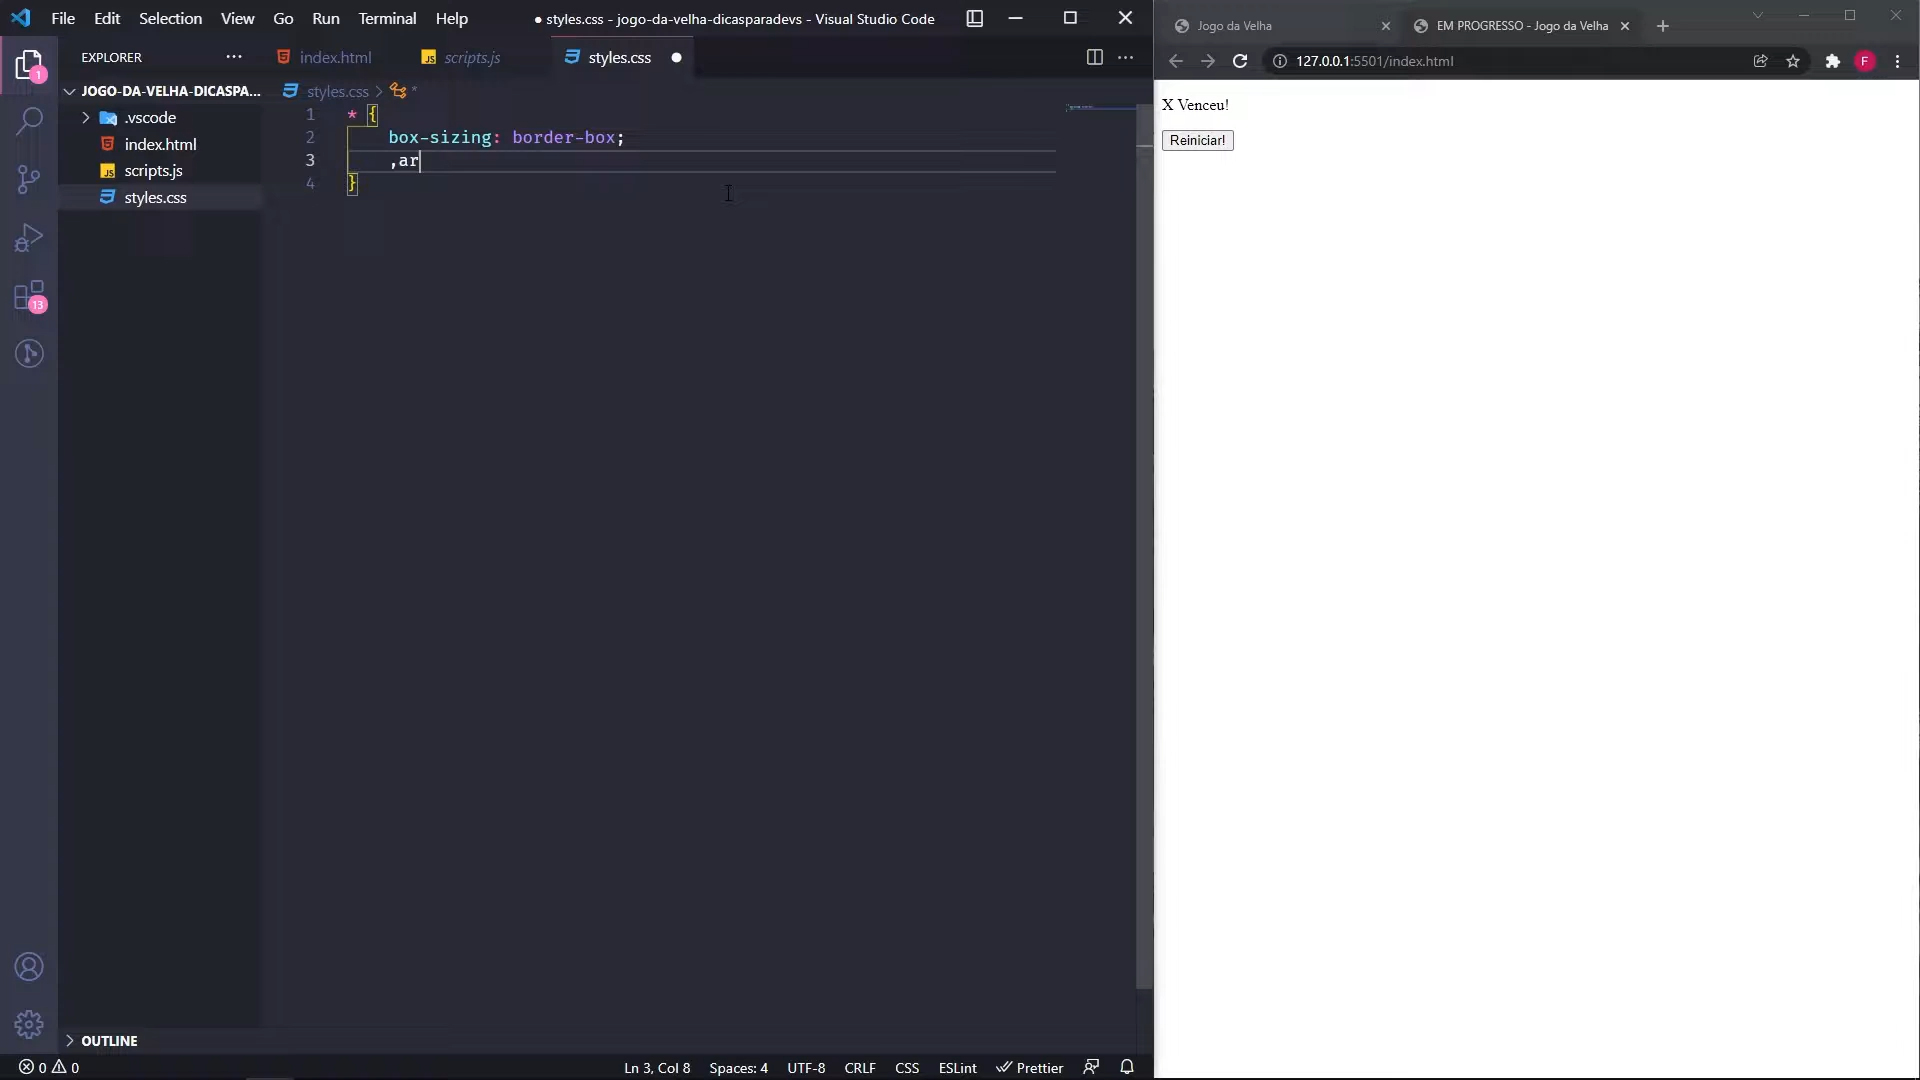 File Edit Selection View Go Run Terminal Help
● styles.css - jogo-da-velha-dicasparadevs - Visual Studio Code
EXPLORER
index.html
JS scripts.js
styles.css
1
JOGO-DA-VELHA-DICASPA...
.vscode
index.html
JS scripts.js
styles.css
13
styles.css > *
1 * {
2 box-sizing: border-box;
3 ,ar
4 }
OUTLINE
0 0
Ln 3, Col 8 Spaces: 4 UTF-8 CRLF CSS ESLint Prettier
Jogo da Velha
EM PROGRESSO - Jogo da Velha
127.0.0.1:5501/index.html
F
X Venceu!
Reiniciar!